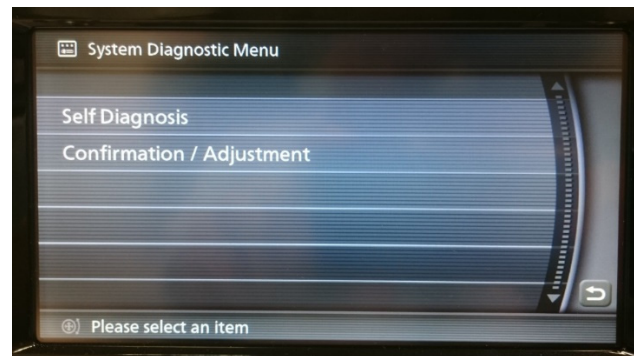 System Diagnostic Menu
Self Diagnosis
Confirmation / Adjustment
Please select an item